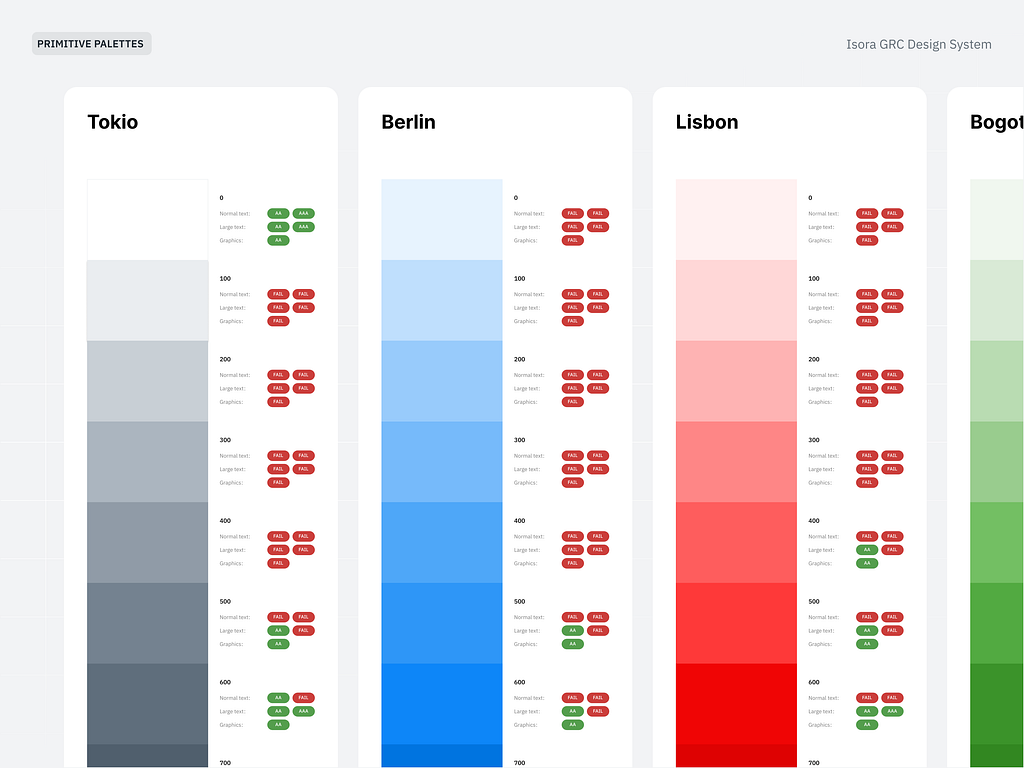 PRIMITIVE PALETTES
Isora GRC Design System
Tokio
0
Normal text: AA AAA
Large text: AA AAA
Graphics: AA
100
Normal text: FAIL FAIL
Large text: FAIL FAIL
Graphics: FAIL
200
Normal text: FAIL FAIL
Large text: FAIL FAIL
Graphics: FAIL
300
Normal text: FAIL FAIL
Large text: FAIL FAIL
Graphics: FAIL
400
Normal text: FAIL FAIL
Large text: FAIL FAIL
Graphics: FAIL
500
Normal text: FAIL FAIL
Large text: AA FAIL
Graphics: AA
600
Normal text: AA FAIL
Large text: AA AAA
Graphics: AA
700
Berlin
0
Normal text: FAIL FAIL
Large text: FAIL FAIL
Graphics: FAIL
100
Normal text: FAIL FAIL
Large text: FAIL FAIL
Graphics: FAIL
200
Normal text: FAIL FAIL
Large text: FAIL FAIL
Graphics: FAIL
300
Normal text: FAIL FAIL
Large text: FAIL FAIL
Graphics: FAIL
400
Normal text: FAIL FAIL
Large text: FAIL FAIL
Graphics: FAIL
500
Normal text: FAIL FAIL
Large text: AA FAIL
Graphics: AA
600
Normal text: FAIL FAIL
Large text: AA FAIL
Graphics: AA
700
Lisbon
0
Normal text: FAIL FAIL
Large text: FAIL FAIL
Graphics: FAIL
100
Normal text: FAIL FAIL
Large text: FAIL FAIL
Graphics: FAIL
200
Normal text: FAIL FAIL
Large text: FAIL FAIL
Graphics: FAIL
300
Normal text: FAIL FAIL
Large text: FAIL FAIL
Graphics: FAIL
400
Normal text: FAIL FAIL
Large text: AA FAIL
Graphics: AA
500
Normal text: FAIL FAIL
Large text: AA FAIL
Graphics: AA
600
Normal text: FAIL FAIL
Large text: AA AAA
Graphics: AA
700
Bogot